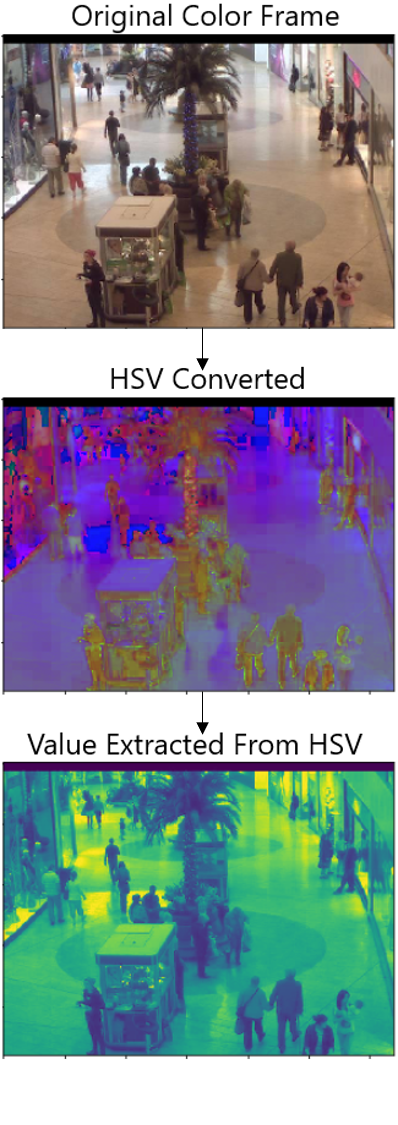 Original Color Frame
HSV Converted
Value Extracted From HSV